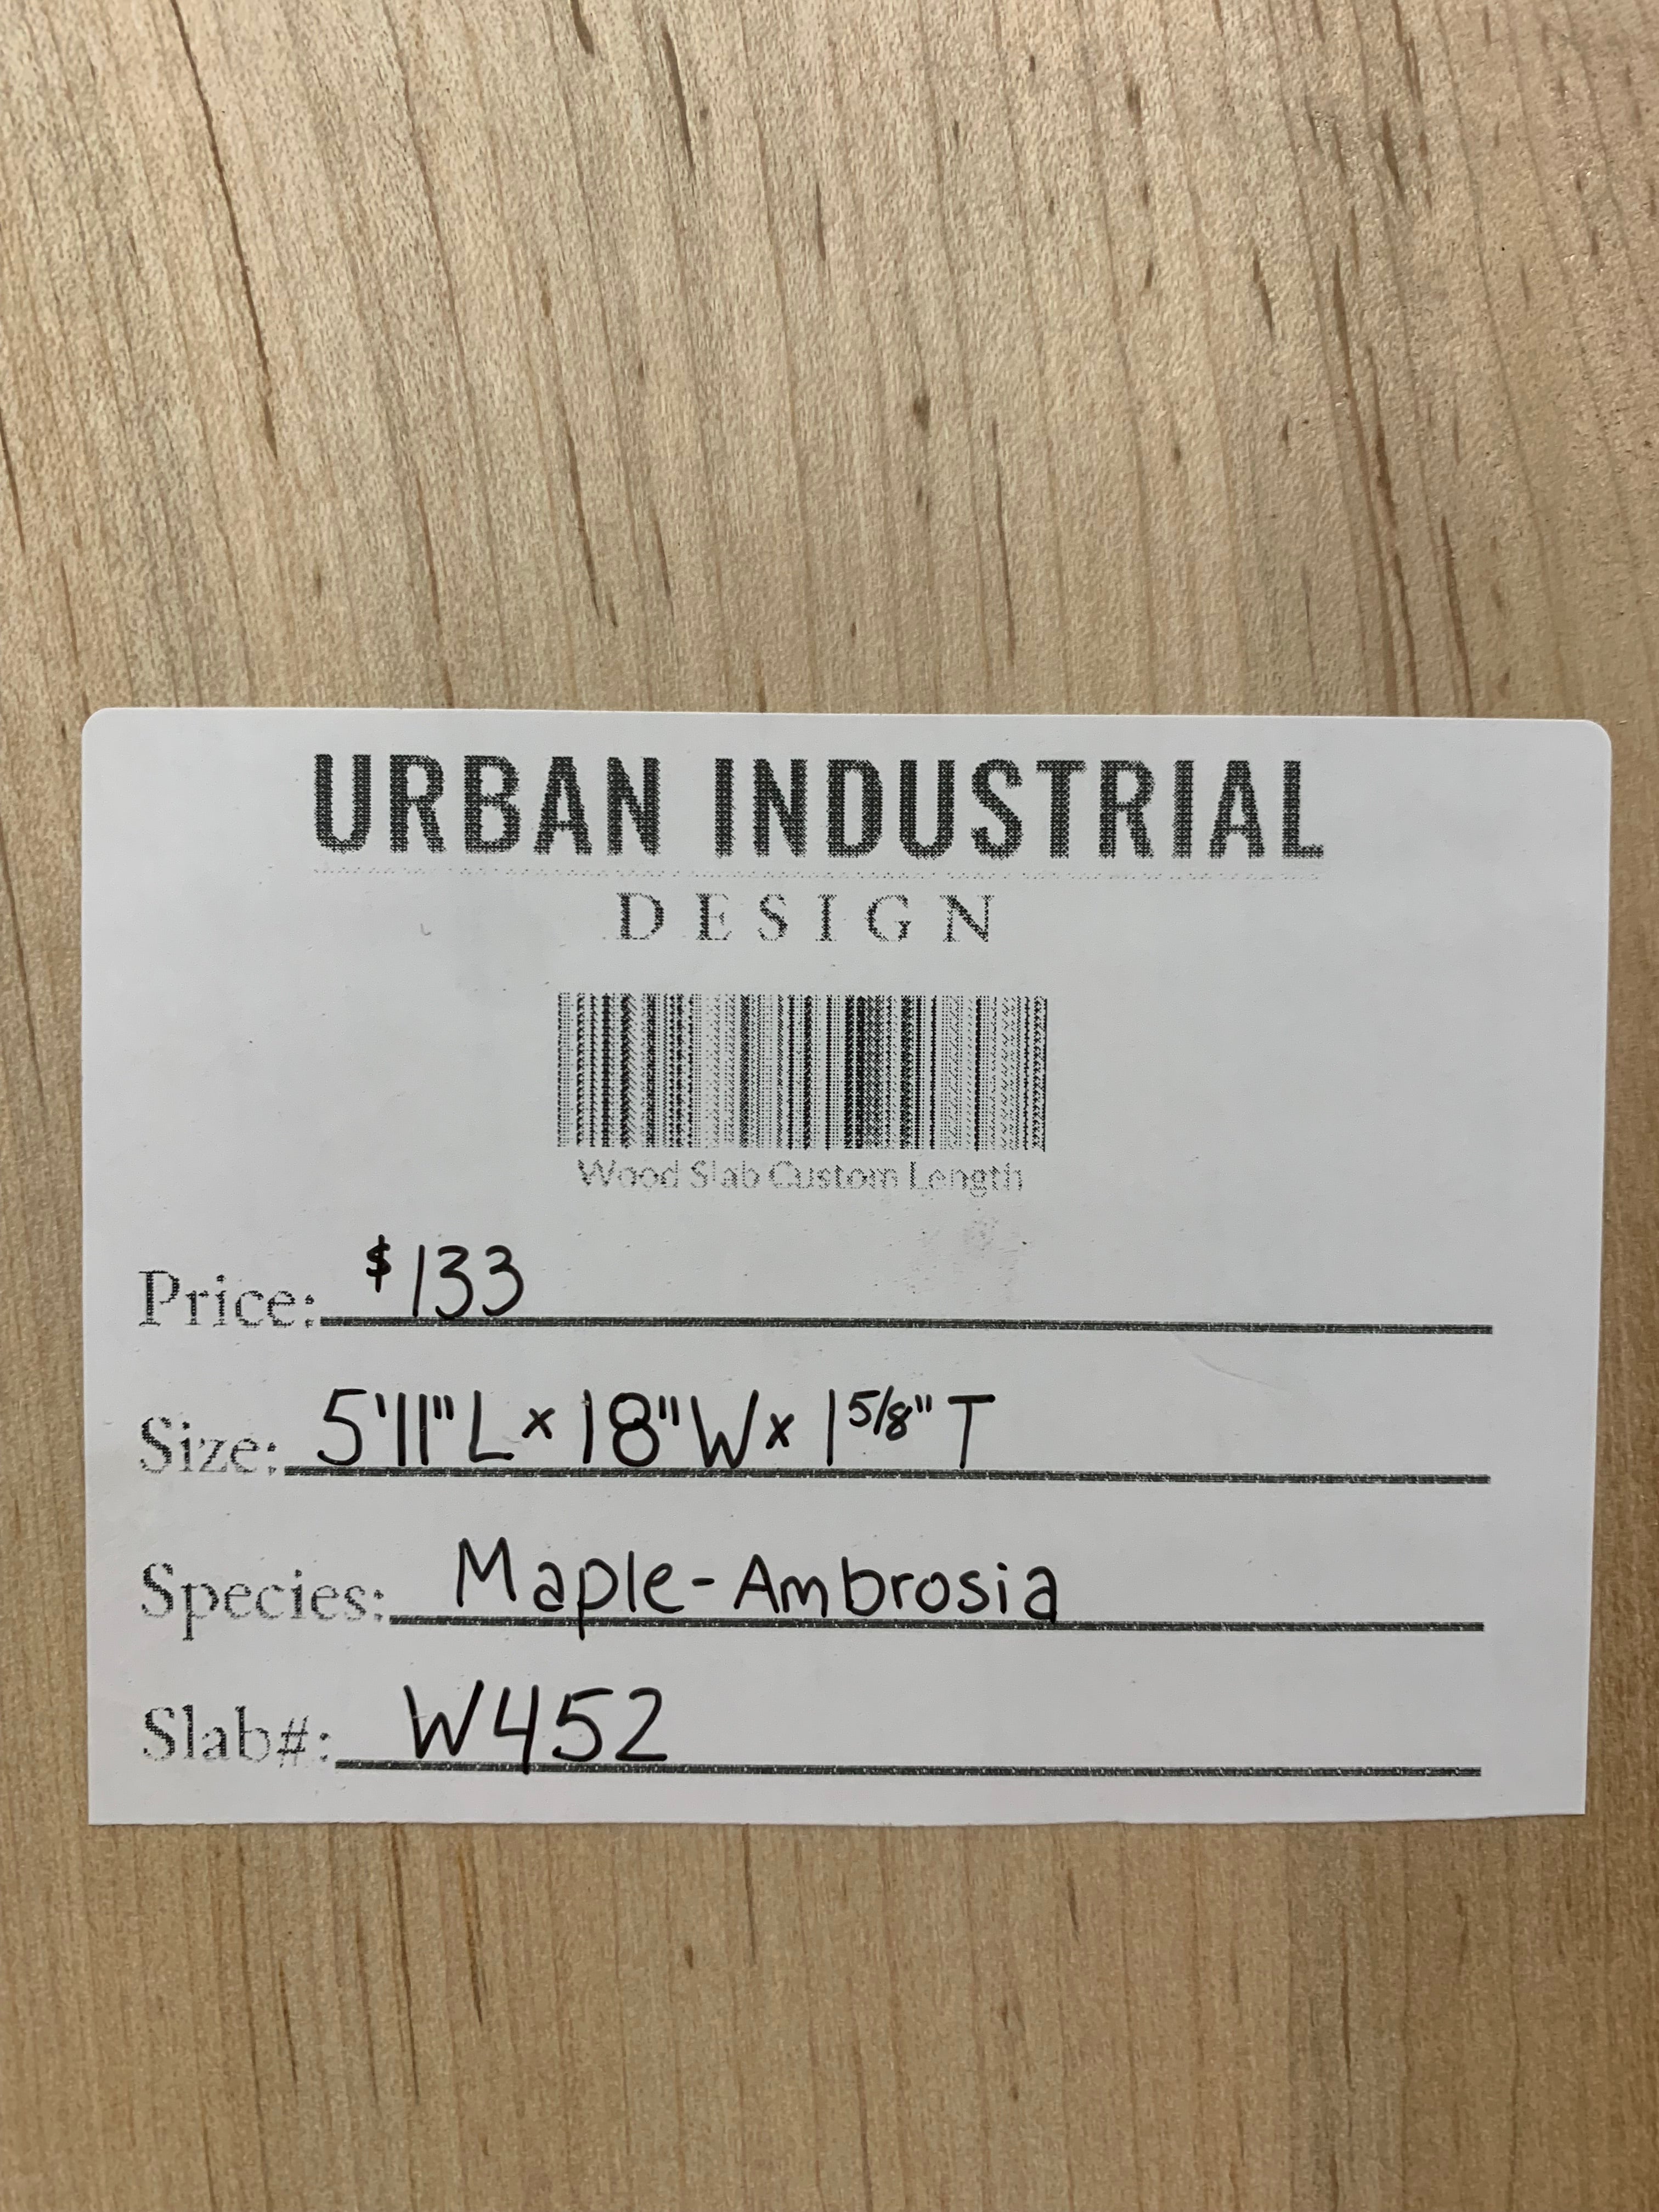 URBAN INDUSTRIAL
DESIGN
Wood Slab Custom Length
Price: $133
Size: 5'11" L x 18" W x 1 5/8" T
Species: Maple-Ambrosia
Slab#: W452